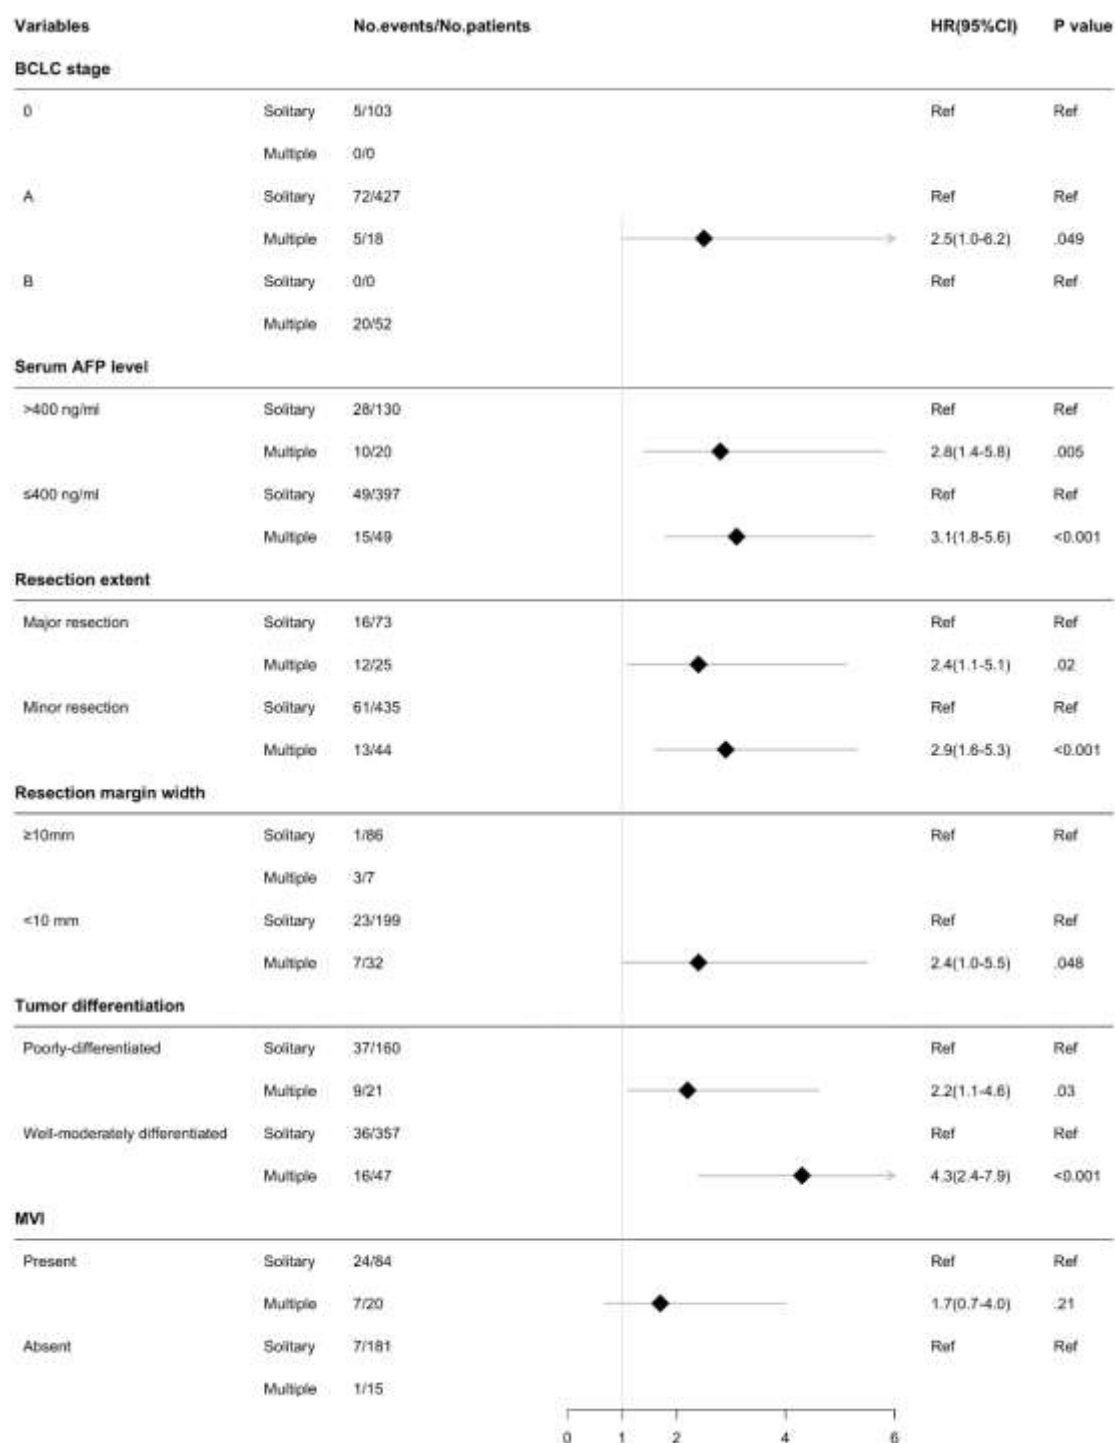 Variables No.events/No.patients HR(95%CI) P value
BCLC stage
0 Solitary 5/103 Ref Ref
Multiple 0/0
A Solitary 72/427 Ref Ref
Multiple 5/18 2.5(1.0-6.2) .049
B Solitary 0/0 Ref Ref
Multiple 20/52
Serum AFP level
>400 ng/ml Solitary 28/130 Ref Ref
Multiple 10/20 2.8(1.4-5.8) .005
≤400 ng/ml Solitary 49/397 Ref Ref
Multiple 15/49 3.1(1.8-5.6) <0.001
Resection extent
Major resection Solitary 16/73 Ref Ref
Multiple 12/25 2.4(1.1-5.1) .02
Minor resection Solitary 61/435 Ref Ref
Multiple 13/44 2.9(1.6-5.3) <0.001
Resection margin width
≥10mm Solitary 1/86 Ref Ref
Multiple 3/7
<10 mm Solitary 23/199 Ref Ref
Multiple 7/32 2.4(1.0-5.5) .048
Tumor differentiation
Poorly-differentiated Solitary 37/160 Ref Ref
Multiple 9/21 2.2(1.1-4.6) .03
Well-moderately differentiated Solitary 36/357 Ref Ref
Multiple 16/47 4.3(2.4-7.9) <0.001
MVI
Present Solitary 24/84 Ref Ref
Multiple 7/20 1.7(0.7-4.0) .21
Absent Solitary 7/181 Ref Ref
Multiple 1/15
0 1 2 4 6